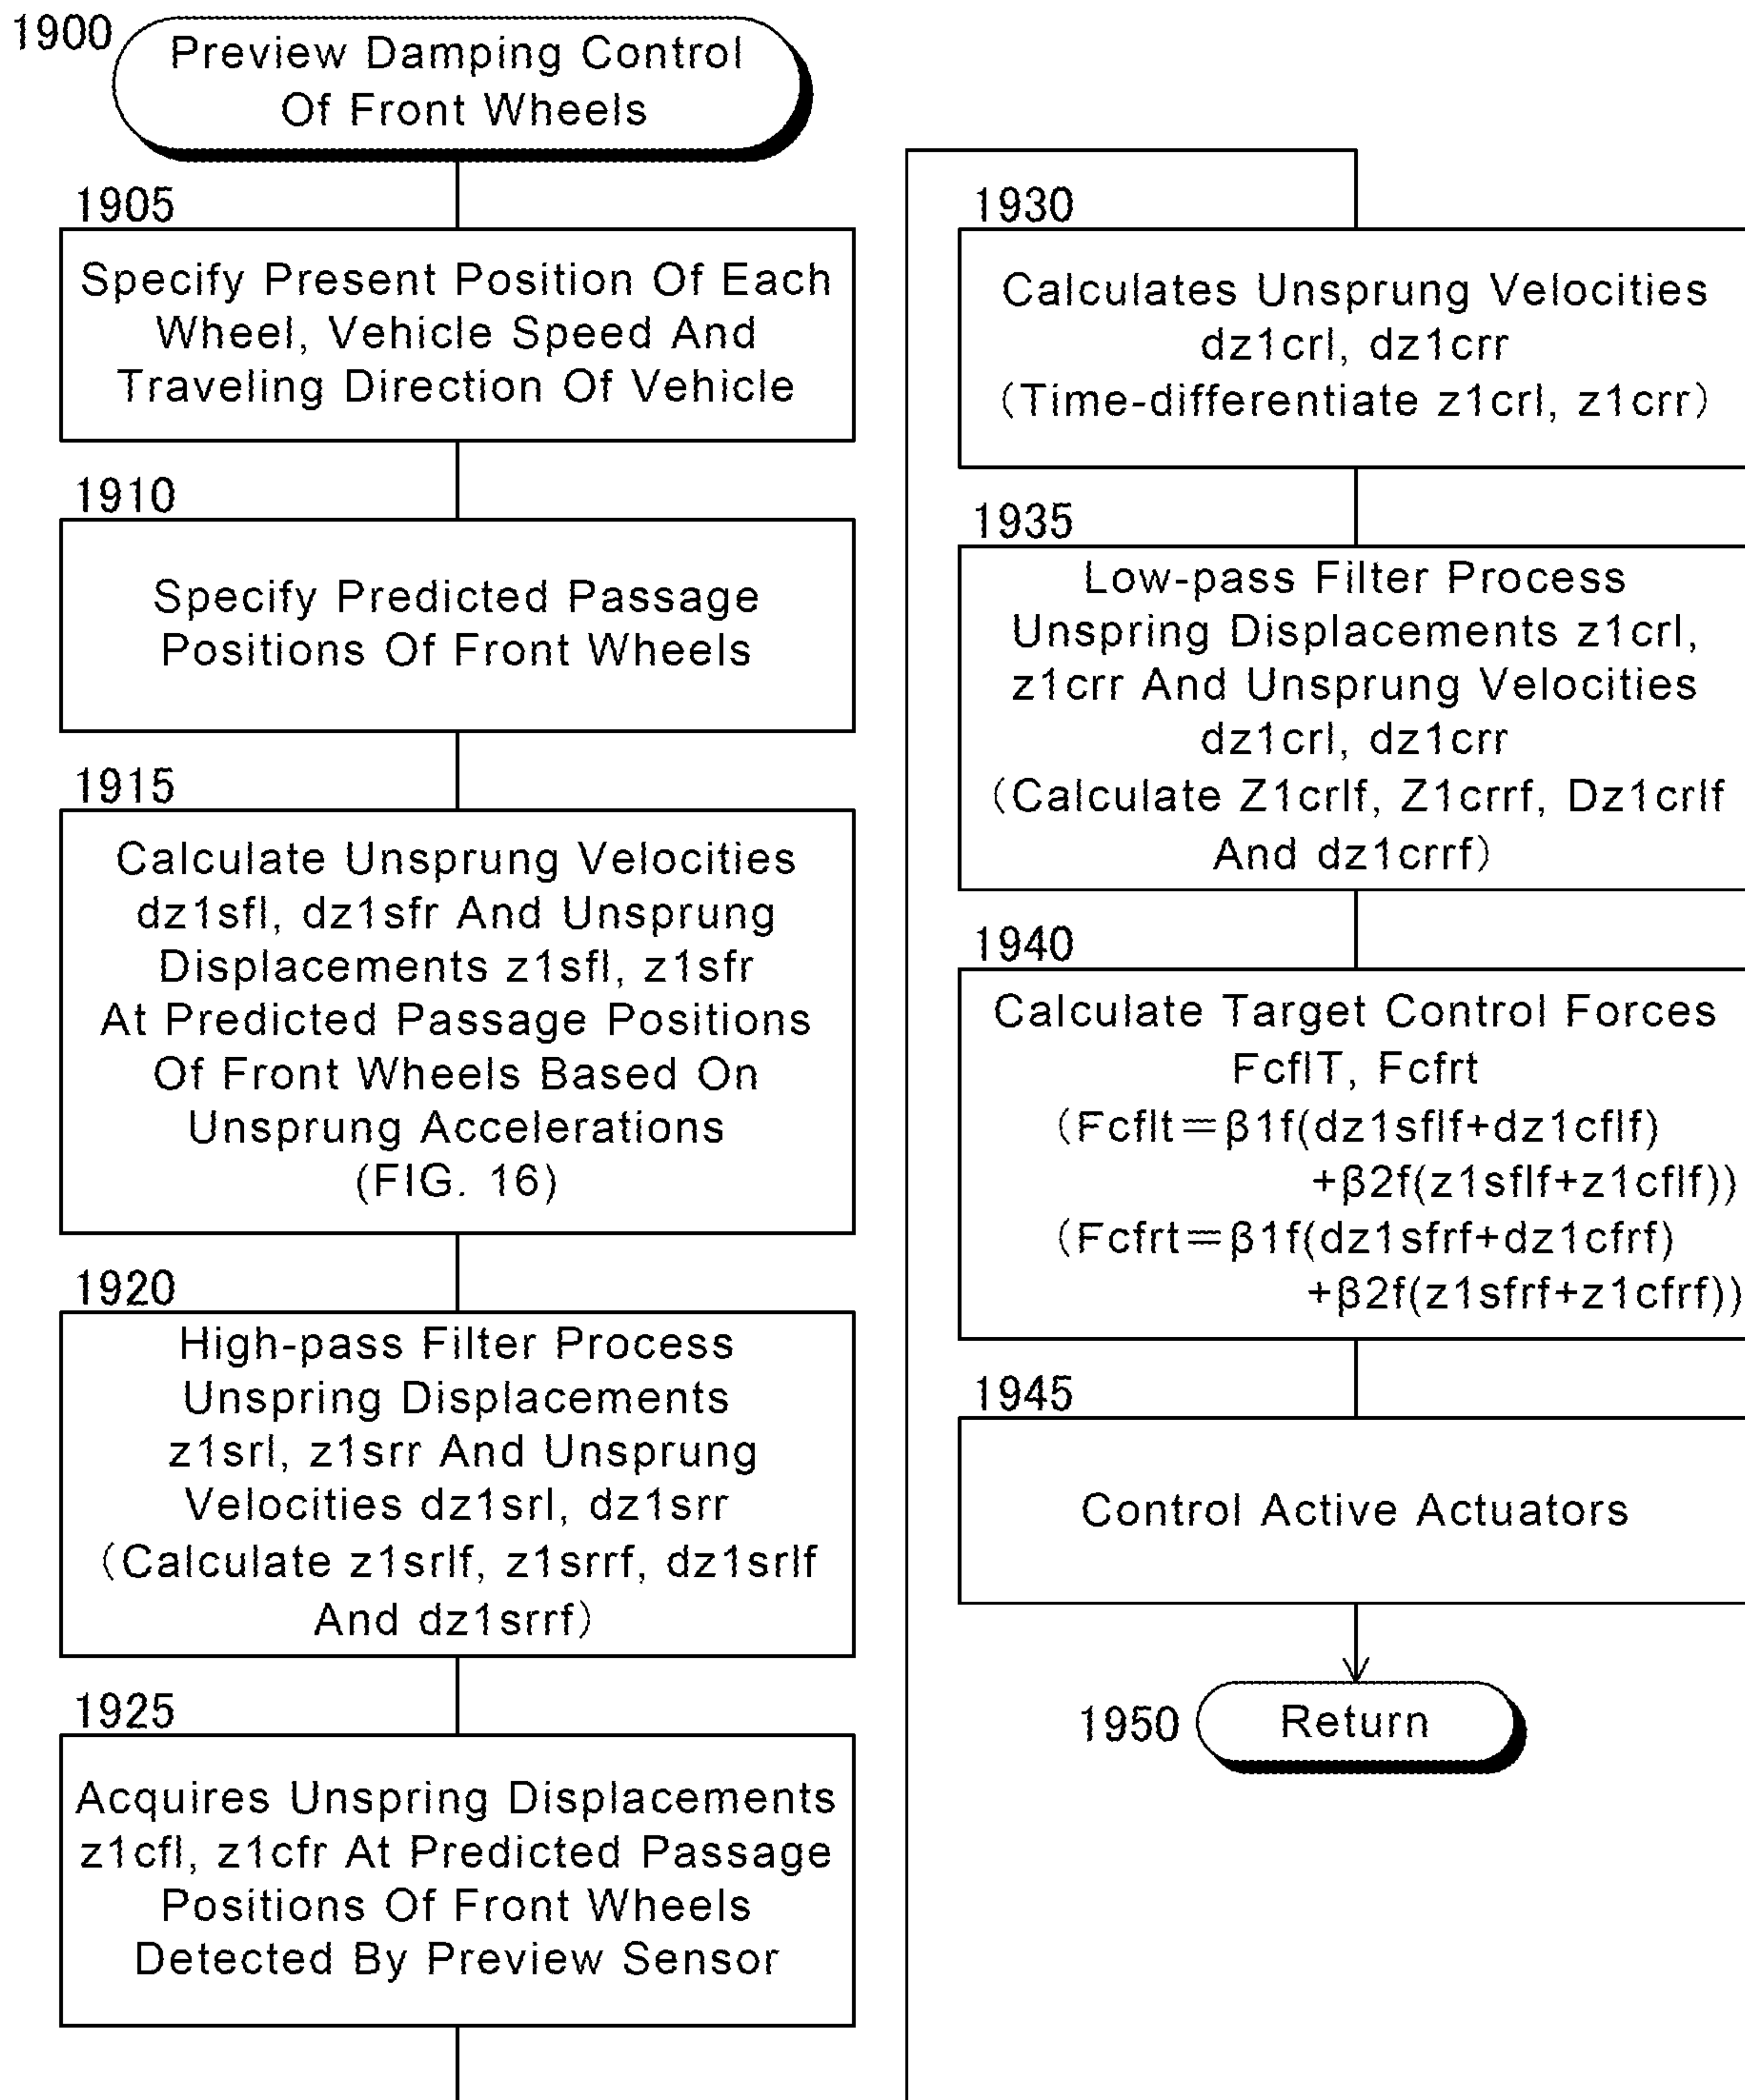 1900
Preview Damping Control
Of Front Wheels
1905
Specify Present Position Of Each
Wheel, Vehicle Speed And
Traveling Direction Of Vehicle
1910
Specify Predicted Passage
Positions Of Front Wheels
1915
Calculate Unsprung Velocities
dz1sfl, dz1sfr And Unsprung
Displacements z1sfl, z1sfr
At Predicted Passage Positions
Of Front Wheels Based On
Unsprung Accelerations
(FIG. 16)
1920
High-pass Filter Process
Unspring Displacements
z1srl, z1srr And Unsprung
Velocities dz1srl, dz1srr
(Calculate z1srlf, z1srrf, dz1srlf
And dz1srrf)
1925
Acquires Unspring Displacements
z1cfl, z1cfr At Predicted Passage
Positions Of Front Wheels
Detected By Preview Sensor
1930
Calculates Unsprung Velocities
dz1crl, dz1crr
(Time-differentiate z1crl, z1crr)
1935
Low-pass Filter Process
Unspring Displacements z1crl,
z1crr And Unsprung Velocities
dz1crl, dz1crr
(Calculate Z1crlf, Z1crrf, Dz1crlf
And dz1crrf)
1940
Calculate Target Control Forces
FcflT, Fcfrt
(Fcflt=β1f(dz1sflf+dz1cflf)
+β2f(z1sflf+z1cflf))
(Fcfrt=β1f(dz1sfrf+dz1cfrf)
+β2f(z1sfrf+z1cfrf))
1945
Control Active Actuators
1950
Return